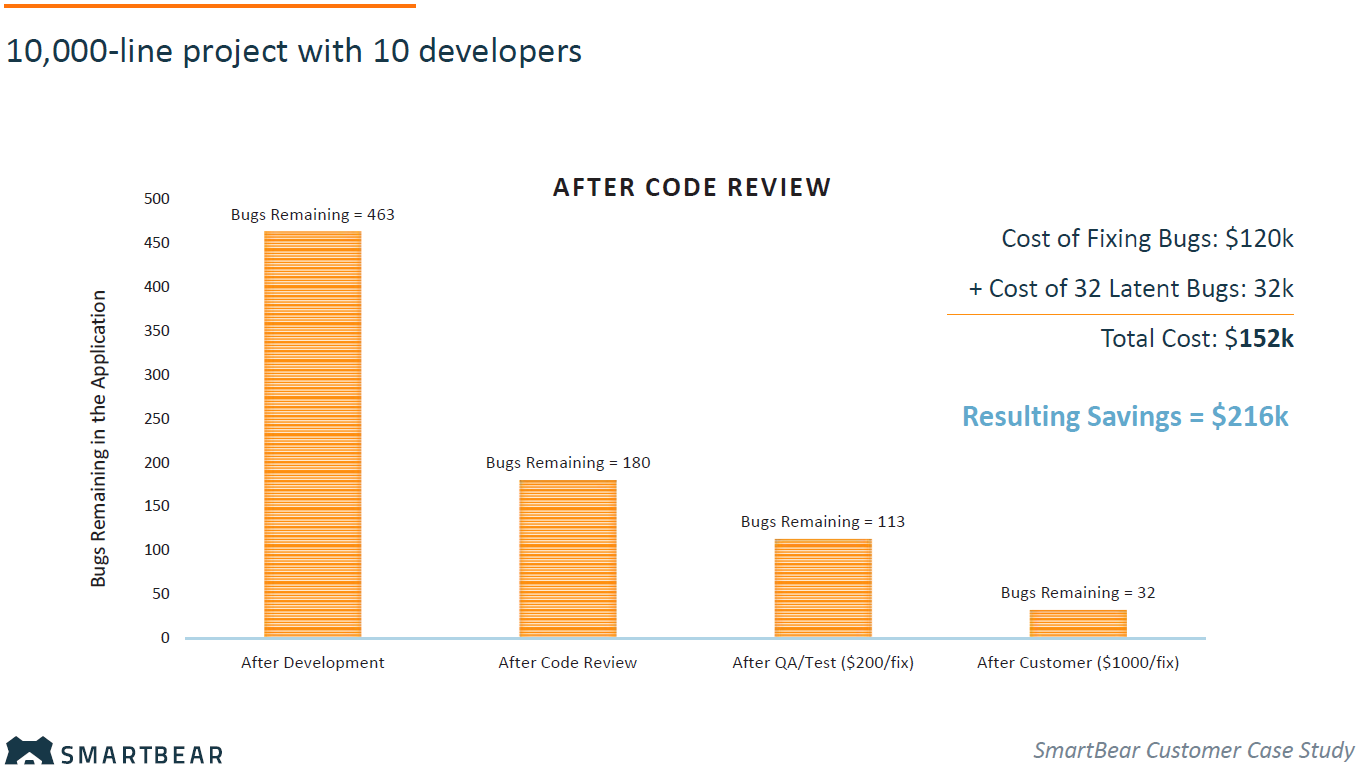 10,000-line project with 10 developers
AFTER CODE REVIEW
Bugs Remaining in the Application
500
450
400
350
300
250
200
150
100
50
0
Bugs Remaining = 463
Bugs Remaining = 180
Bugs Remaining = 113
Bugs Remaining = 32
After Development
After Code Review
After QA/Test ($200/fix)
After Customer ($1000/fix)
Cost of Fixing Bugs: $120k
+ Cost of 32 Latent Bugs: 32k
Total Cost: $152k
Resulting Savings = $216k
SMARTBEAR
SmartBear Customer Case Study